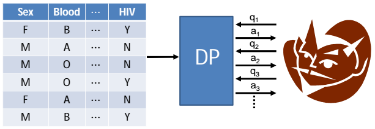 Sex Blood ... HIV
F B ... Y
M A ... N
M O ... N
M O ... Y
F A ... N
M B ... Y
DP
q₁
a₁
q₂
a₂
q₃
a₃